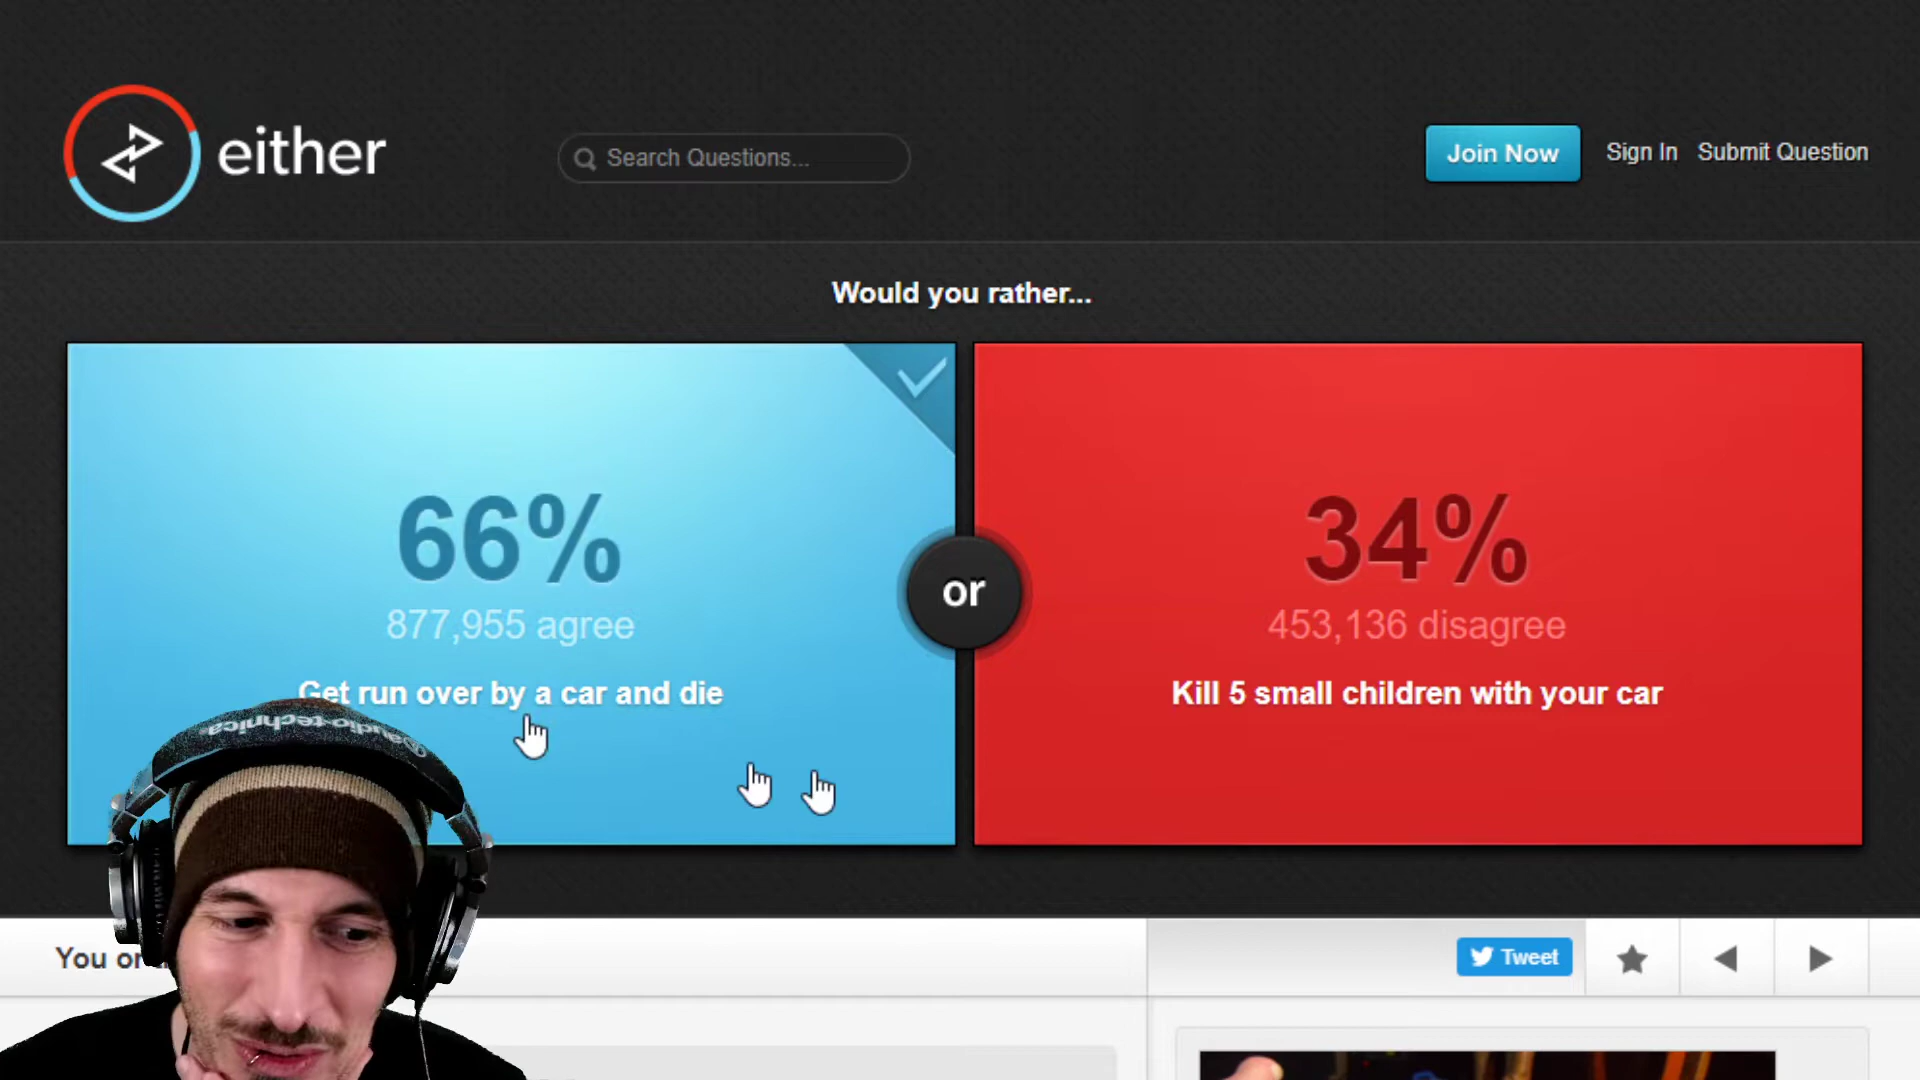 either
Search Questions...
Join Now
Sign In
Submit Question
Would you rather...
66%
877,955 agree
Get run over by a car and die
or
34%
453,136 disagree
Kill 5 small children with your car
You or
Tweet
audio-technica